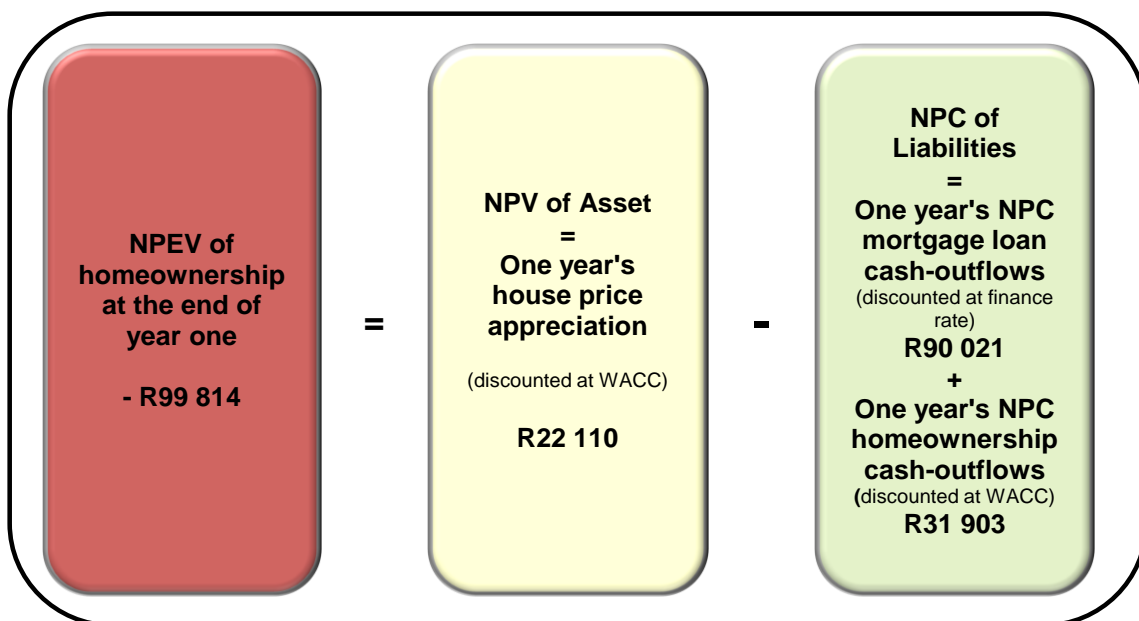 NPEV of
homeownership
at the end of
year one
- R99 814
=
NPV of Asset
=
One year's
house price
appreciation
(discounted at WACC)
R22 110
-
NPC of
Liabilities
=
One year's NPC
mortgage loan
cash-outflows
(discounted at finance
rate)
R90 021
+
One year's NPC
homeownership
cash-outflows
(discounted at WACC)
R31 903